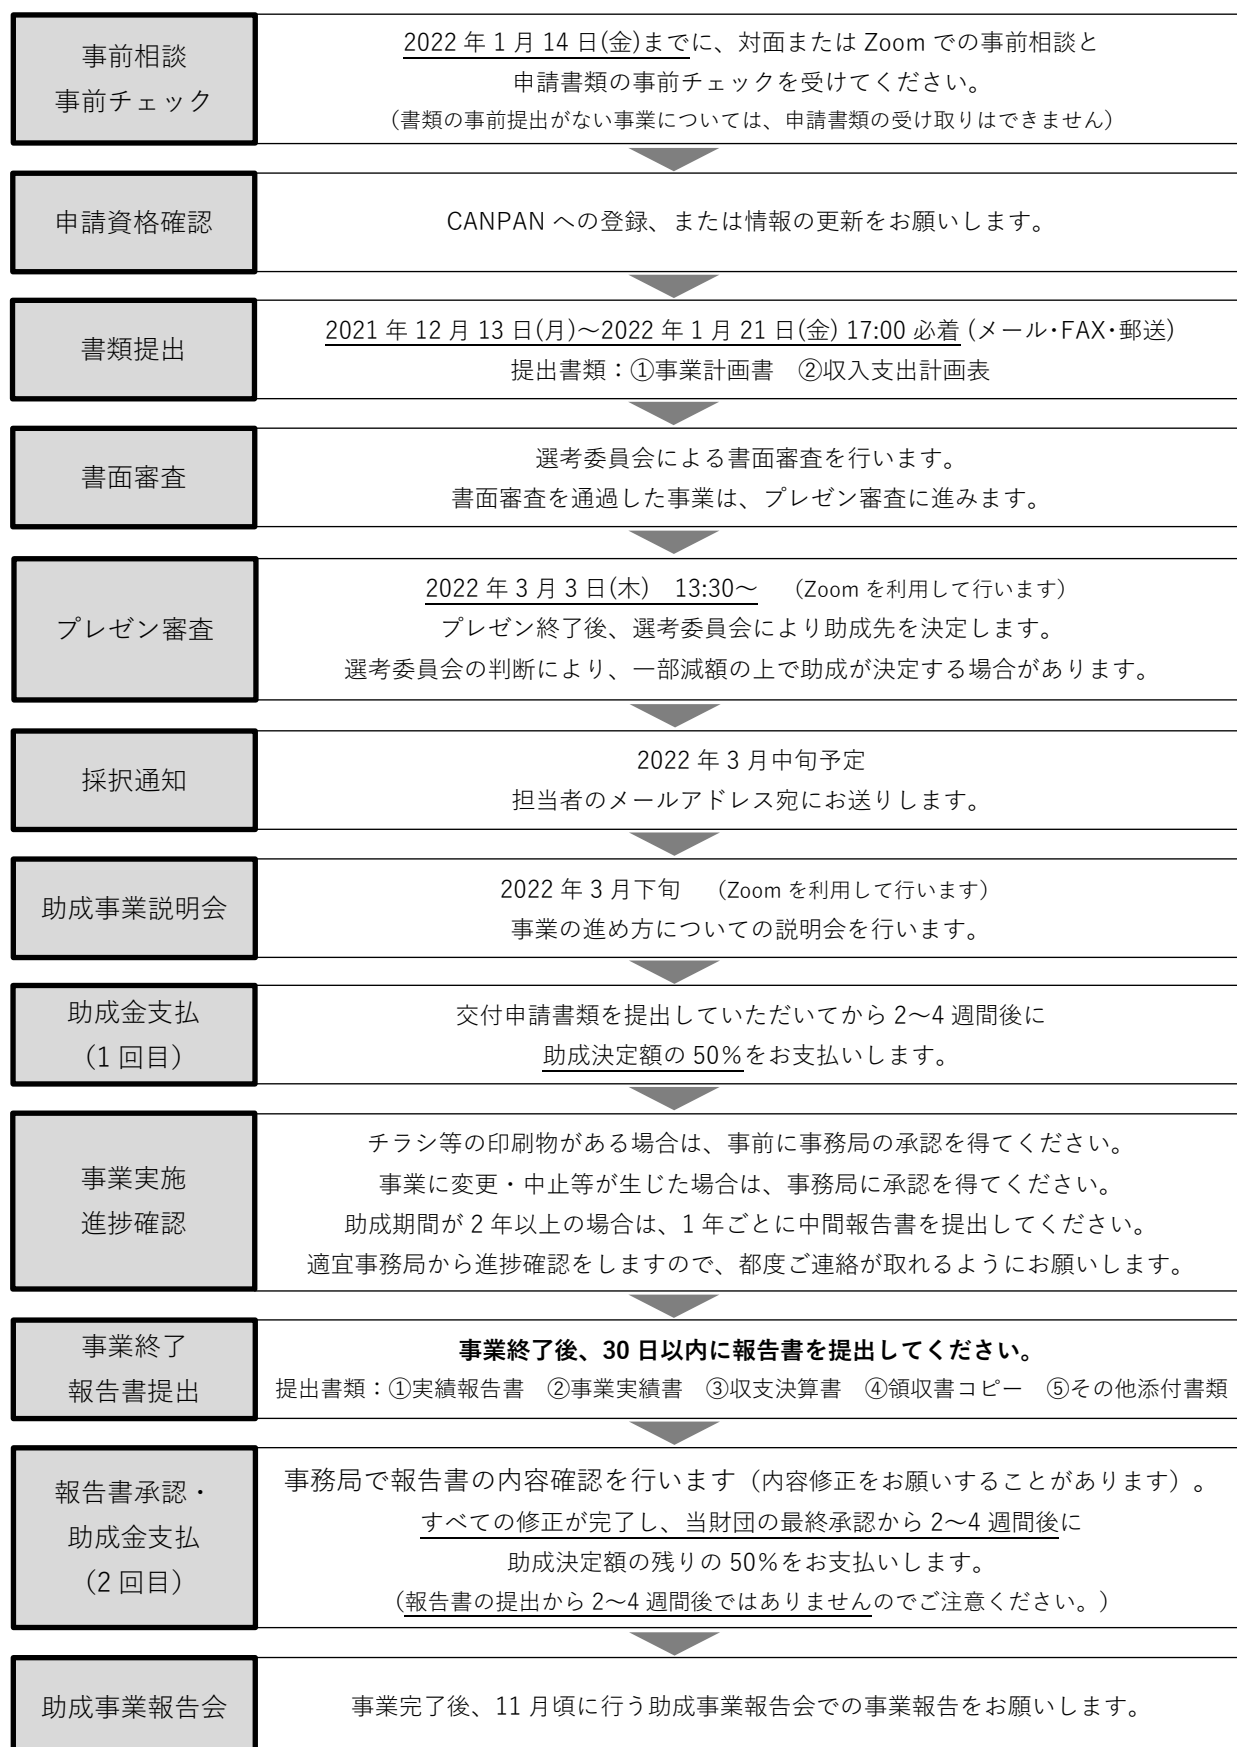 事前相談
事前チェック
2022 年 1 月 14 日(金)までに、対面または Zoom での事前相談と
申請書類の事前チェックを受けてください。
（書類の事前提出がない事業については、申請書類の受け取りはできません）
申請資格確認
CANPAN への登録、または情報の更新をお願いします。
書類提出
2021 年 12 月 13 日(月)～2022 年 1 月 21 日(金) 17:00 必着 (メール・FAX・郵送)
提出書類：①事業計画書　②収入支出計画表
書面審査
選考委員会による書面審査を行います。
書面審査を通過した事業は、プレゼン審査に進みます。
プレゼン審査
2022 年 3 月 3 日(木)　13:30～　（Zoom を利用して行います）
プレゼン終了後、選考委員会により助成先を決定します。
選考委員会の判断により、一部減額の上で助成が決定する場合があります。
採択通知
2022 年 3 月中旬予定
担当者のメールアドレス宛にお送りします。
助成事業説明会
2022 年 3 月下旬　（Zoom を利用して行います）
事業の進め方についての説明会を行います。
助成金支払
（1 回目）
交付申請書類を提出していただいてから 2～4 週間後に
助成決定額の 50％をお支払いします。
事業実施
進捗確認
チラシ等の印刷物がある場合は、事前に事務局の承認を得てください。
事業に変更・中止等が生じた場合は、事務局に承認を得てください。
助成期間が 2 年以上の場合は、1 年ごとに中間報告書を提出してください。
適宜事務局から進捗確認をしますので、都度ご連絡が取れるようにお願いします。
事業終了
報告書提出
事業終了後、30 日以内に報告書を提出してください。
提出書類：①実績報告書　②事業実績書　③収支決算書　④領収書コピー　⑤その他添付書類
報告書承認・
助成金支払
（2 回目）
事務局で報告書の内容確認を行います（内容修正をお願いすることがあります）。
すべての修正が完了し、当財団の最終承認から 2～4 週間後に
助成決定額の残りの 50％をお支払いします。
（報告書の提出から 2～4 週間後ではありませんのでご注意ください。）
助成事業報告会
事業完了後、11 月頃に行う助成事業報告会での事業報告をお願いします。